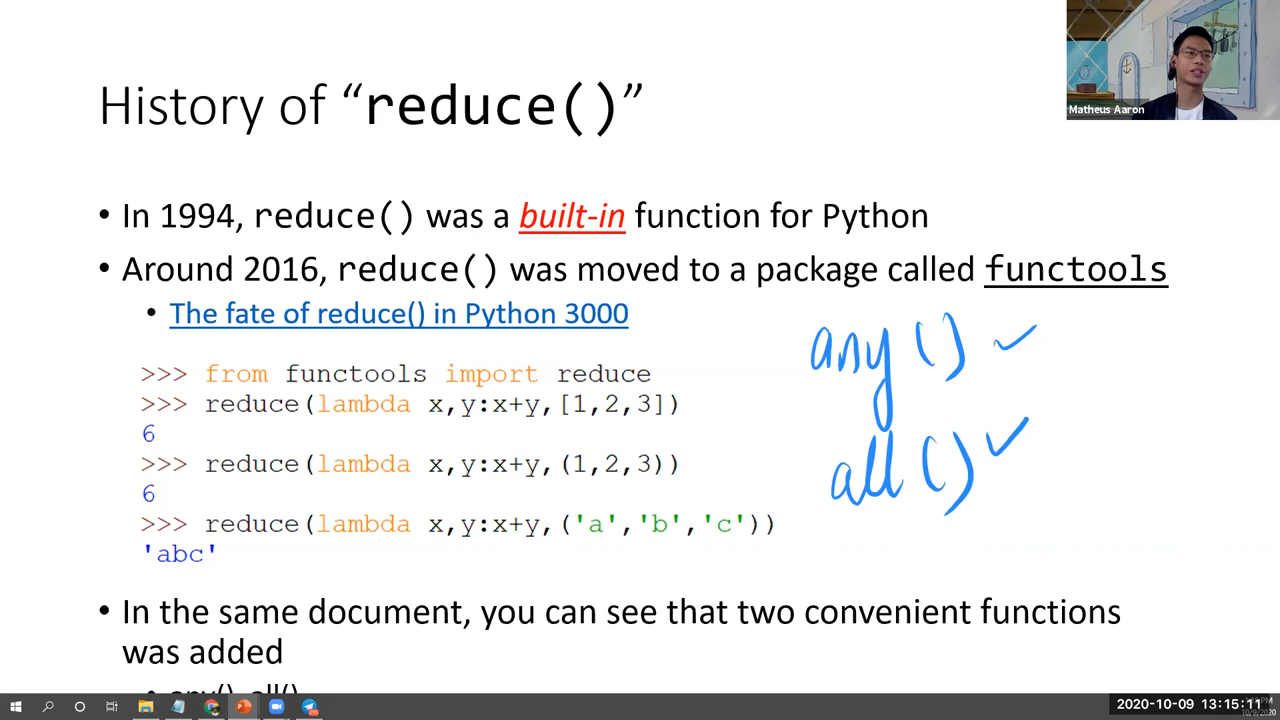 History of “reduce()”
Matheus Aaron
• In 1994, reduce() was a built-in function for Python
• Around 2016, reduce() was moved to a package called functools
• The fate of reduce() in Python 3000
>>> from functools import reduce
>>> reduce(lambda x,y:x+y,[1,2,3])
6
>>> reduce(lambda x,y:x+y,(1,2,3))
6
>>> reduce(lambda x,y:x+y,('a','b','c'))
'abc'
any() ✓
all() ✓
• In the same document, you can see that two convenient functions
was added
• any(), all()
2020-10-09 13:15:11